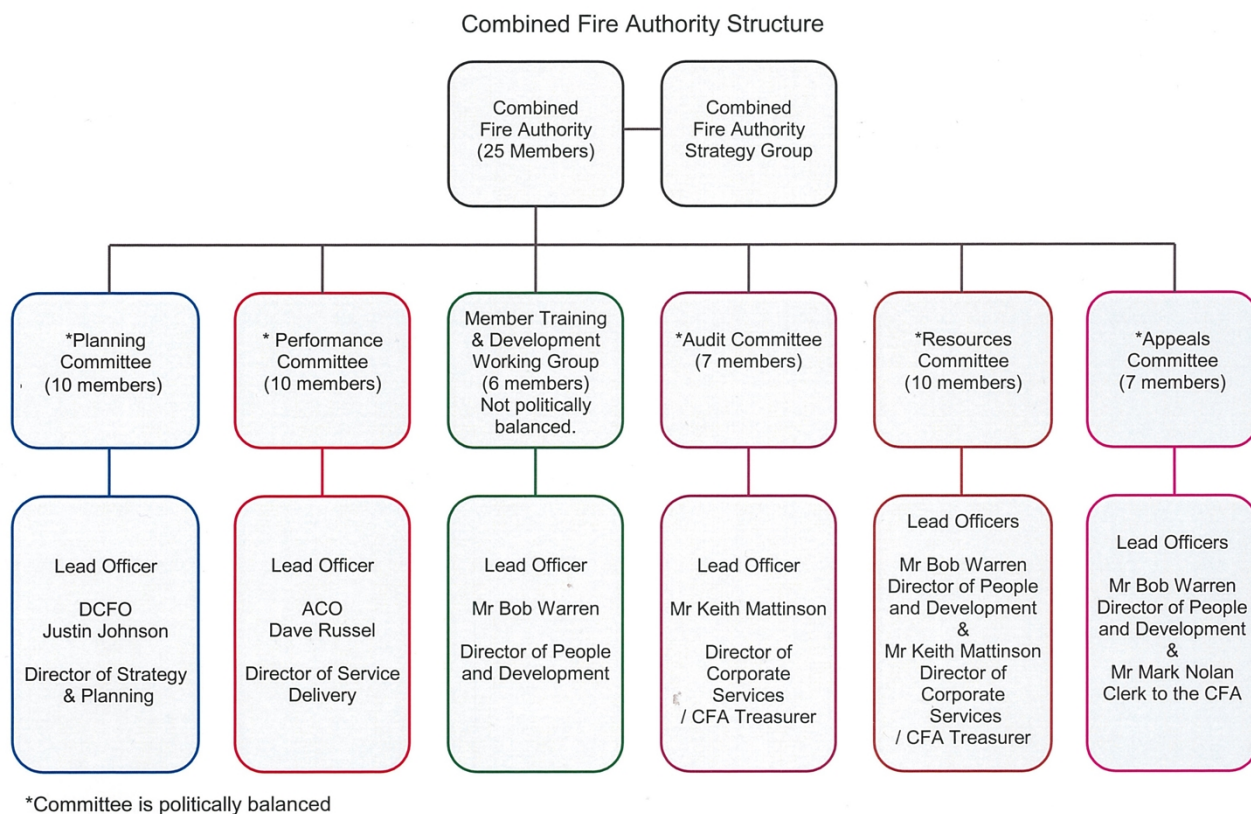 Combined Fire Authority Structure
Combined
Fire Authority
(25 Members)
Combined
Fire Authority
Strategy Group
*Planning
Committee
(10 members)
* Performance
Committee
(10 members)
Member Training
& Development
Working Group
(6 members)
Not politically
balanced.
*Audit Committee
(7 members)
*Resources
Committee
(10 members)
*Appeals
Committee
(7 members)
Lead Officer
DCFO
Justin Johnson
Director of Strategy
& Planning
Lead Officer
ACO
Dave Russel
Director of Service
Delivery
Lead Officer
Mr Bob Warren
Director of People
and Development
Lead Officer
Mr Keith Mattinson
Director of
Corporate
Services
/ CFA Treasurer
Lead Officers
Mr Bob Warren
Director of People
and Development
&
Mr Keith Mattinson
Director of
Corporate
Services
/ CFA Treasurer
Lead Officers
Mr Bob Warren
Director of People
and Development
&
Mr Mark Nolan
Clerk to the CFA
*Committee is politically balanced